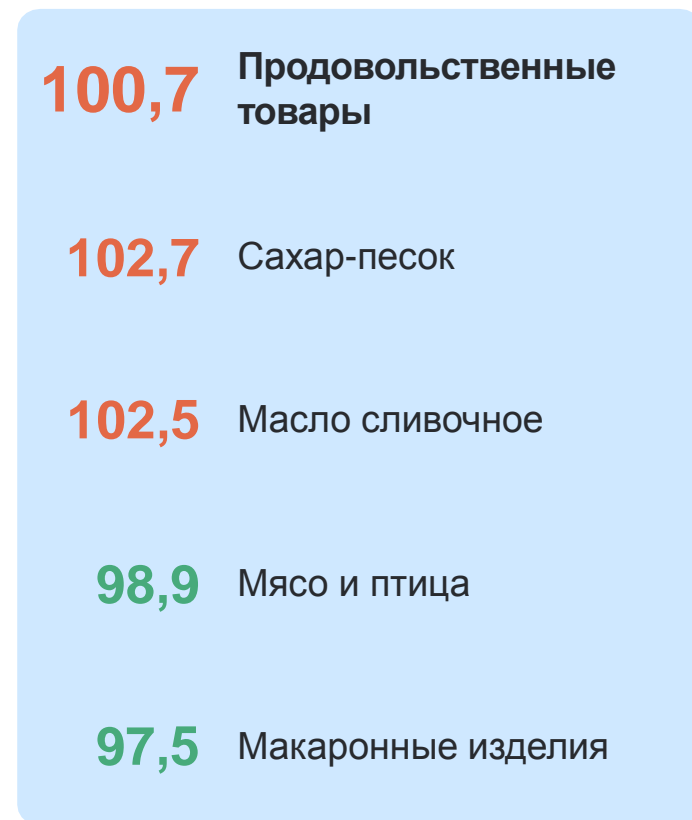 100,7 Продовольственные
товары
102,7 Сахар-песок
102,5 Масло сливочное
98,9 Мясо и птица
97,5 Макаронные изделия